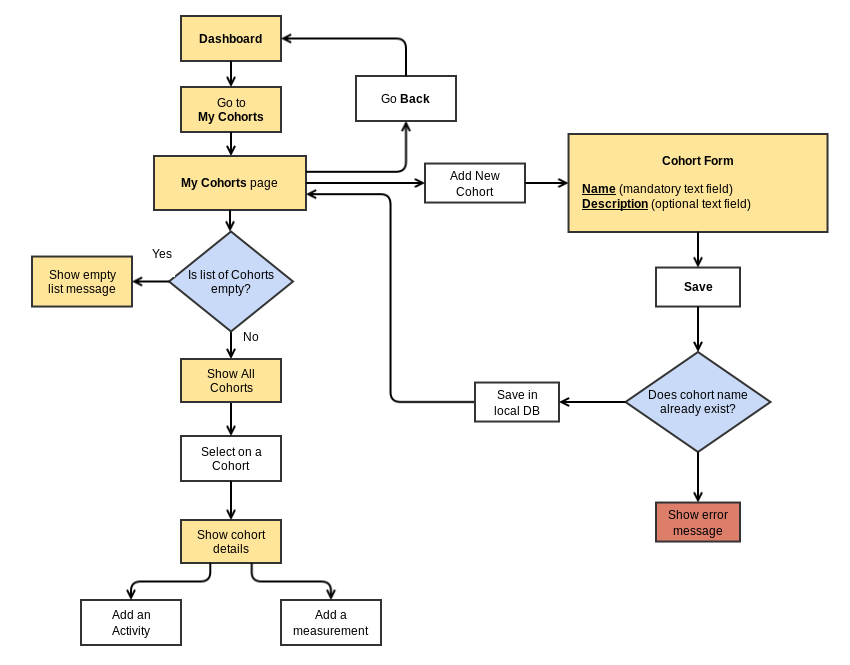 Dashboard
Go to
My Cohorts
Go Back
My Cohorts page
Add New
Cohort
Cohort Form
Name (mandatory text field)
Description (optional text field)
Yes
Is list of Cohorts
empty?
Show empty
list message
Save
No
Show All
Cohorts
Save in
local DB
Does cohort name
already exist?
Select on a
Cohort
Show error
message
Show cohort
details
Add an
Activity
Add a
measurement